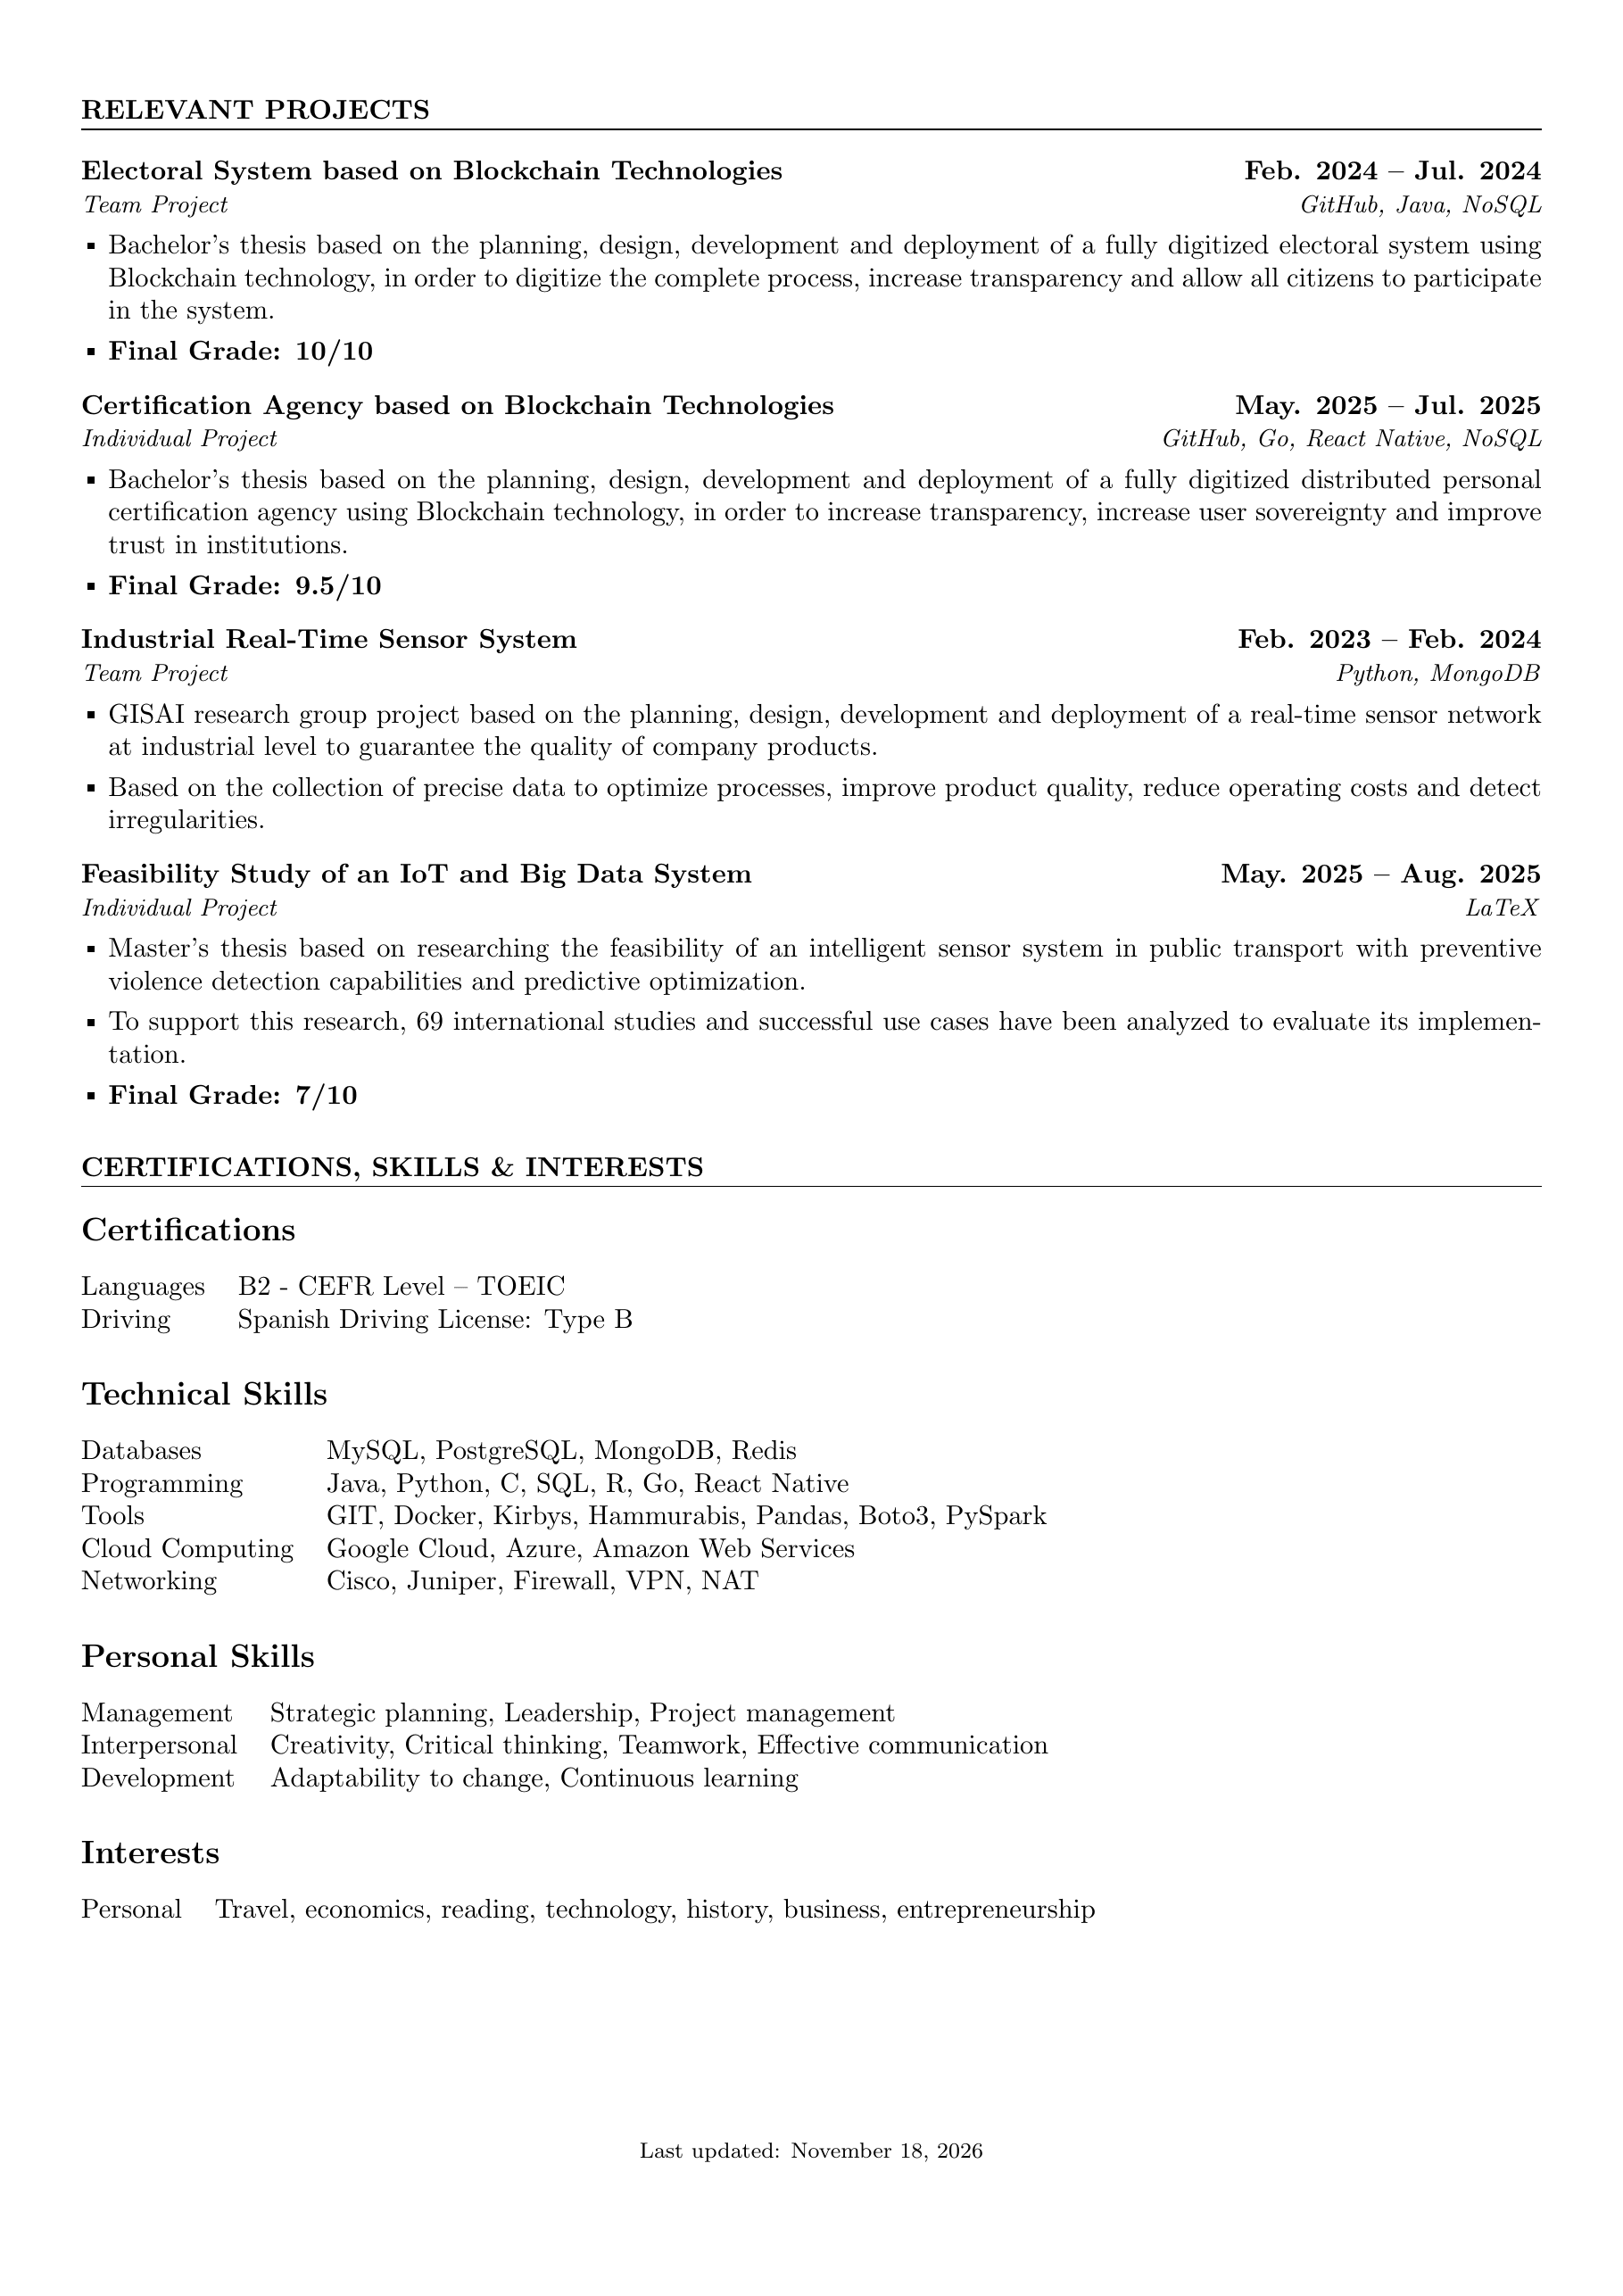 RELEVANT PROJECTS
Electoral System based on Blockchain Technologies Feb. 2024 – Jul. 2024
Team Project GitHub, Java, NoSQL
▪ Bachelor's thesis based on the planning, design, development and deployment of a fully digitized electoral system using
Blockchain technology, in order to digitize the complete process, increase transparency and allow all citizens to participate
in the system.
▪ Final Grade: 10/10
Certification Agency based on Blockchain Technologies May. 2025 – Jul. 2025
Individual Project GitHub, Go, React Native, NoSQL
▪ Bachelor's thesis based on the planning, design, development and deployment of a fully digitized distributed personal
certification agency using Blockchain technology, in order to increase transparency, increase user sovereignty and improve
trust in institutions.
▪ Final Grade: 9.5/10
Industrial Real-Time Sensor System Feb. 2023 – Feb. 2024
Team Project Python, MongoDB
▪ GISAI research group project based on the planning, design, development and deployment of a real-time sensor network
at industrial level to guarantee the quality of company products.
▪ Based on the collection of precise data to optimize processes, improve product quality, reduce operating costs and detect
irregularities.
Feasibility Study of an IoT and Big Data System May. 2025 – Aug. 2025
Individual Project LaTeX
▪ Master's thesis based on researching the feasibility of an intelligent sensor system in public transport with preventive
violence detection capabilities and predictive optimization.
▪ To support this research, 69 international studies and successful use cases have been analyzed to evaluate its implemen-
tation.
▪ Final Grade: 7/10
CERTIFICATIONS, SKILLS & INTERESTS
Certifications
Languages B2 - CEFR Level – TOEIC
Driving Spanish Driving License: Type B
Technical Skills
Databases MySQL, PostgreSQL, MongoDB, Redis
Programming Java, Python, C, SQL, R, Go, React Native
Tools GIT, Docker, Kirbys, Hammurabis, Pandas, Boto3, PySpark
Cloud Computing Google Cloud, Azure, Amazon Web Services
Networking Cisco, Juniper, Firewall, VPN, NAT
Personal Skills
Management Strategic planning, Leadership, Project management
Interpersonal Creativity, Critical thinking, Teamwork, Effective communication
Development Adaptability to change, Continuous learning
Interests
Personal Travel, economics, reading, technology, history, business, entrepreneurship
Last updated: November 18, 2026